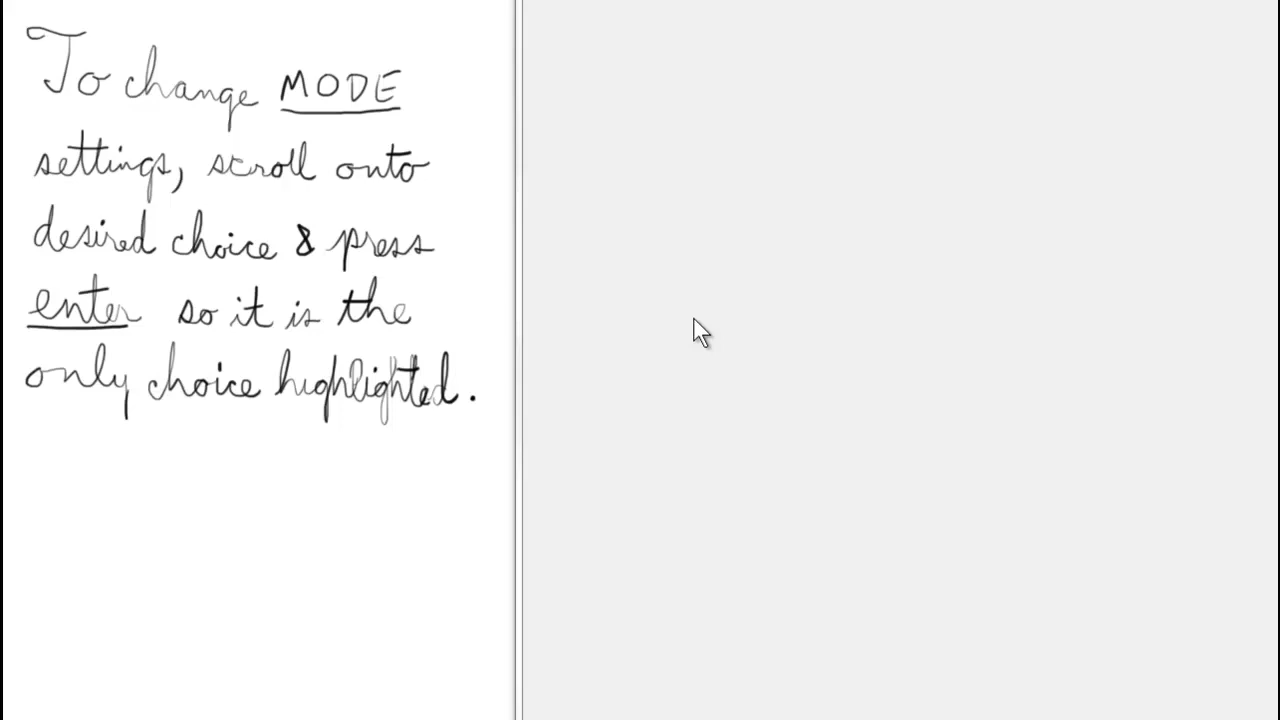 To change MODE
settings, scroll onto
desired choice & press
enter so it is the
only choice highlighted.